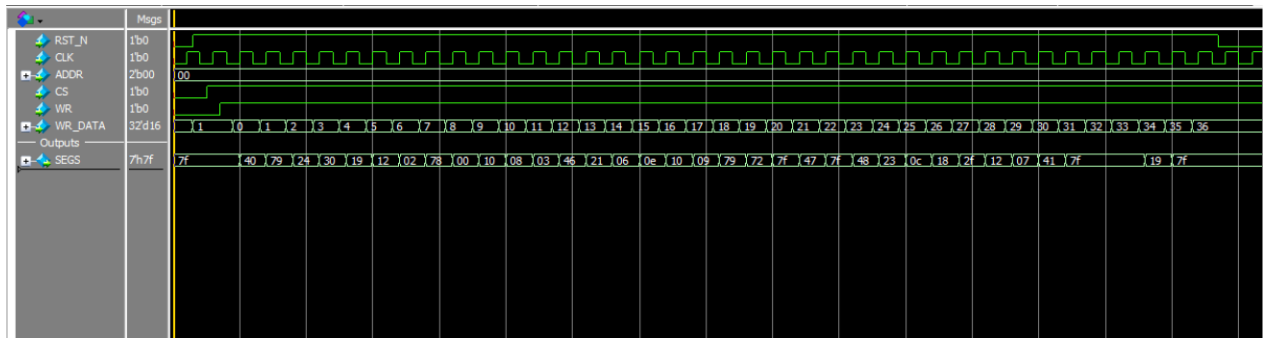 Msgs
RST_N 1'b0
CLK 1'b0
ADDR 2'b00 00
CS 1'b0
WR 1'b0
WR_DATA 32'd16 1 0 1 2 3 4 5 6 7 8 9 10 11 12 13 14 15 16 17 18 19 20 21 22 23 24 25 26 27 28 29 30 31 32 33 34 35 36
Outputs
SEGS 7'h7f 7f 40 79 24 30 19 12 02 78 00 10 08 03 46 21 06 0e 10 09 79 72 7f 47 7f 48 23 0c 18 2f 12 07 41 7f 19 7f